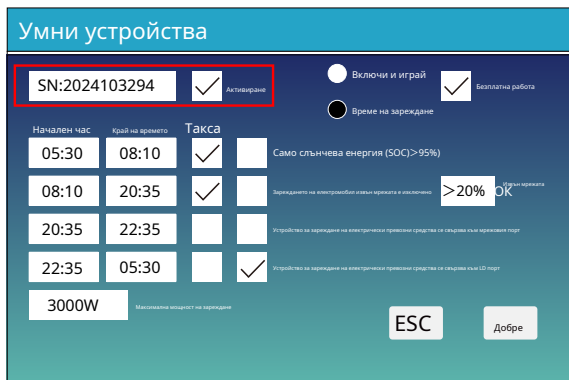 Умни устройства
SN:2024103294 Активиране
Включи и играй
Безплатна работа
Време на зареждане
Начален час Край на времето Такса
05:30 08:10 Само слънчева енергия (SOC)＞95%)
08:10 20:35 Зареждането на електромобил извън мрежата е изключено ＞20% OK Извън мрежата
20:35 22:35 Устройство за зареждане на електрически превозни средства се свързва към мрежовия порт
22:35 05:30 Устройство за зареждане на електрически превозни средства се свързва към LD порт
3000W Максимална мощност на зареждане
ESC Добре